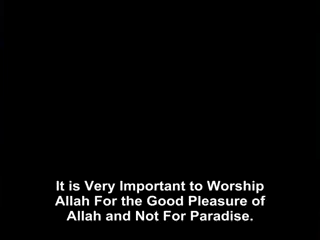 It is Very Important to Worship
Allah For the Good Pleasure of
Allah and Not For Paradise.